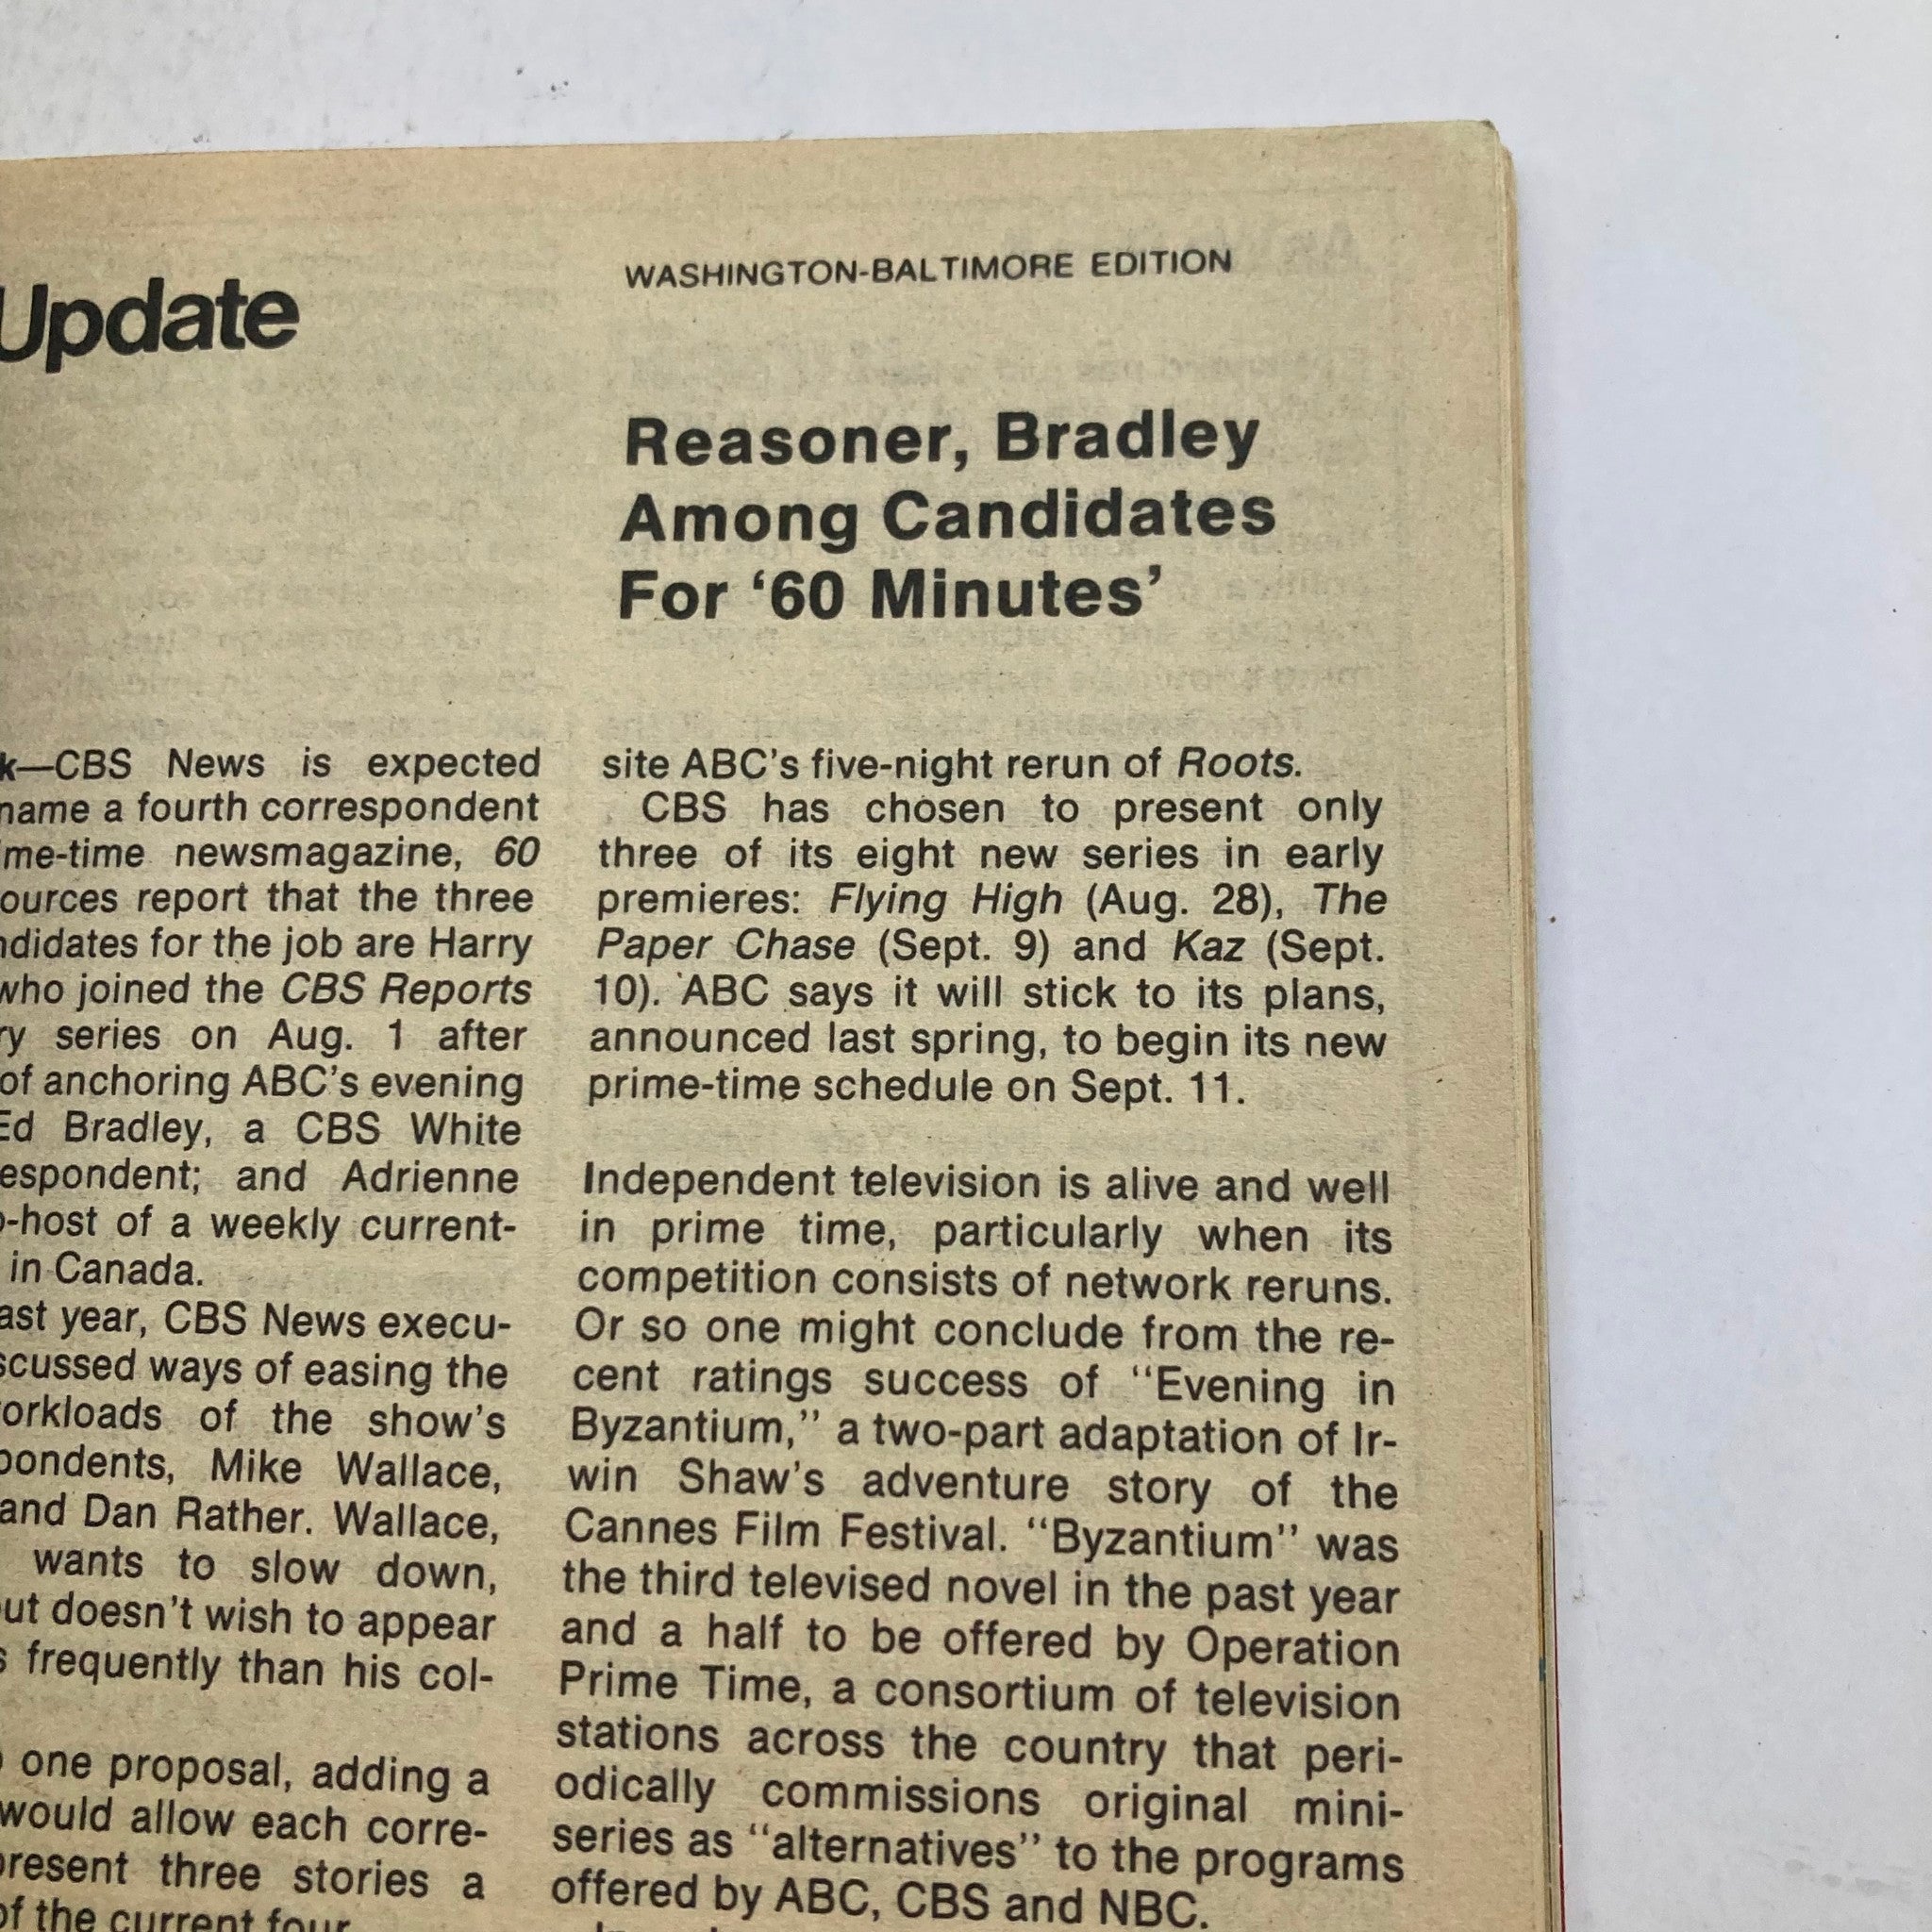 Update
WASHINGTON-BALTIMORE EDITION
Reasoner, Bradley
Among Candidates
For ‘60 Minutes’
—CBS News is expected
name a fourth correspondent
me-time newsmagazine, 60
ources report that the three
ndidates for the job are Harry
who joined the CBS Reports
ry series on Aug. 1 after
of anchoring ABC’s evening
Ed Bradley, a CBS White
espondent; and Adrienne
-host of a weekly current-
in Canada.
ast year, CBS News execu-
scussed ways of easing the
orkloads of the show’s
pondents, Mike Wallace,
and Dan Rather. Wallace,
wants to slow down,
ut doesn’t wish to appear
s frequently than his col-
one proposal, adding a
would allow each corre-
present three stories a
of the current four
site ABC’s five-night rerun of Roots.
CBS has chosen to present only
three of its eight new series in early
premieres: Flying High (Aug. 28), The
Paper Chase (Sept. 9) and Kaz (Sept.
10). ABC says it will stick to its plans,
announced last spring, to begin its new
prime-time schedule on Sept. 11.
Independent television is alive and well
in prime time, particularly when its
competition consists of network reruns.
Or so one might conclude from the re-
cent ratings success of “Evening in
Byzantium,” a two-part adaptation of Ir-
win Shaw’s adventure story of the
Cannes Film Festival. “Byzantium” was
the third televised novel in the past year
and a half to be offered by Operation
Prime Time, a consortium of television
stations across the country that peri-
odically commissions original mini-
series as “alternatives” to the programs
offered by ABC, CBS and NBC.